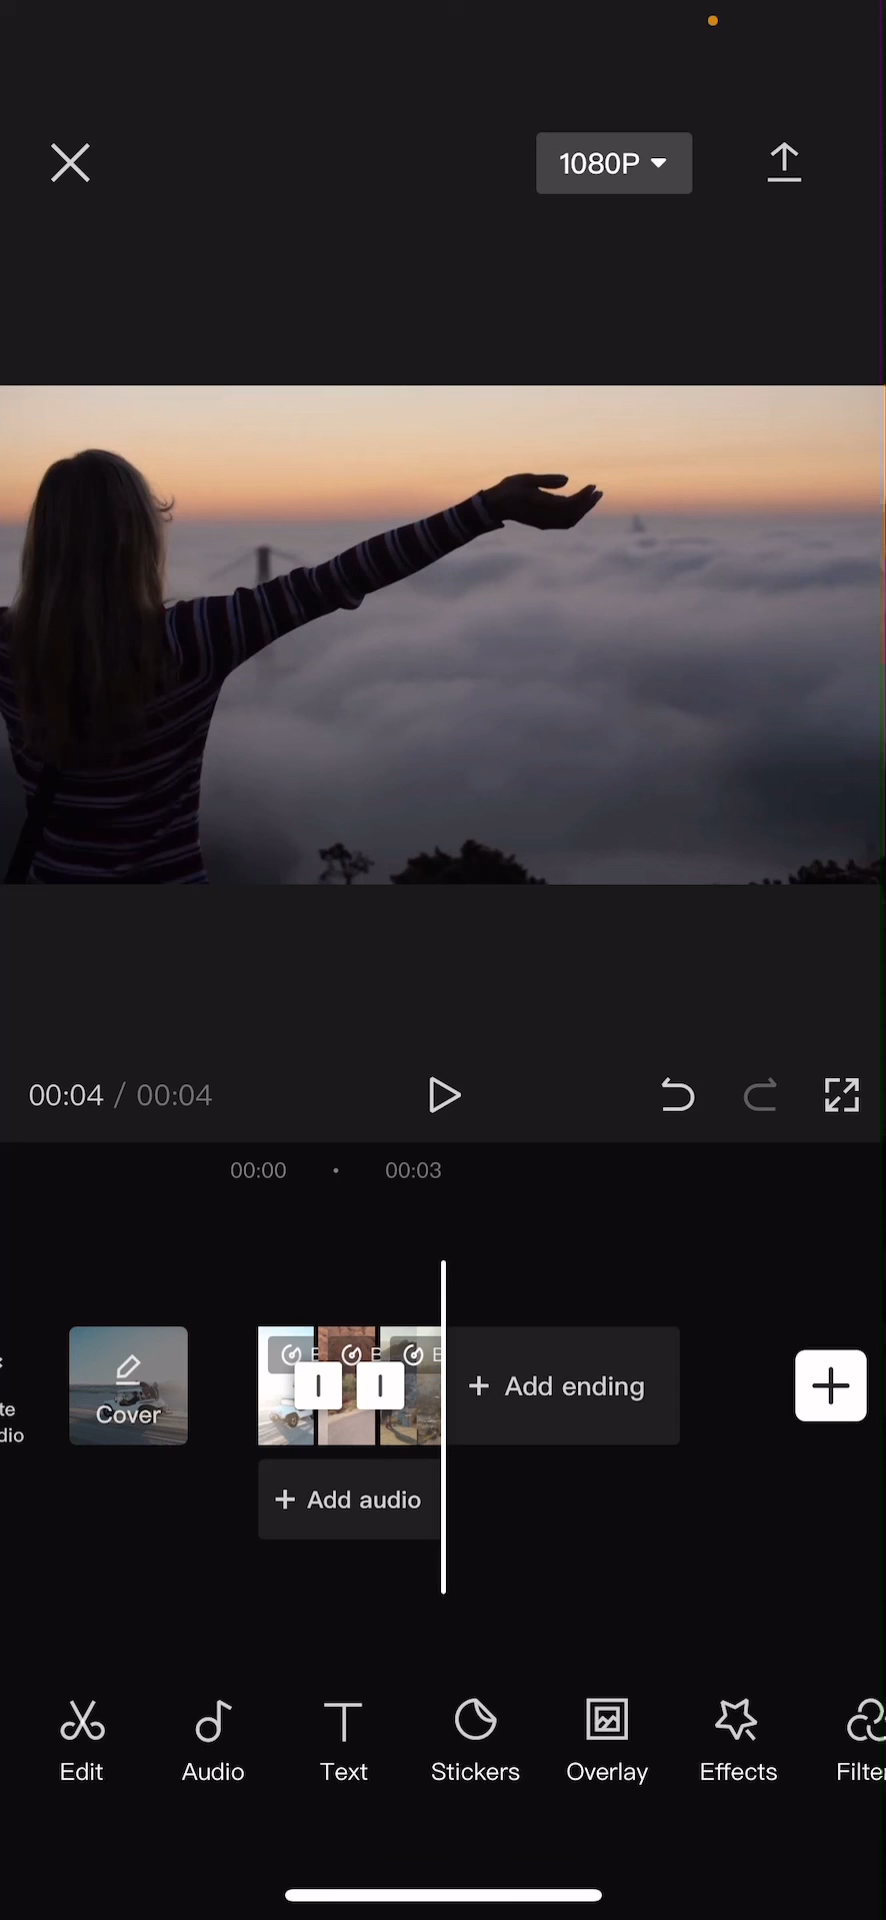 1080P
00:04 / 00:04
00:00
00:03
Cover
+ Add ending
+ Add audio
Edit
Audio
Text
Stickers
Overlay
Effects